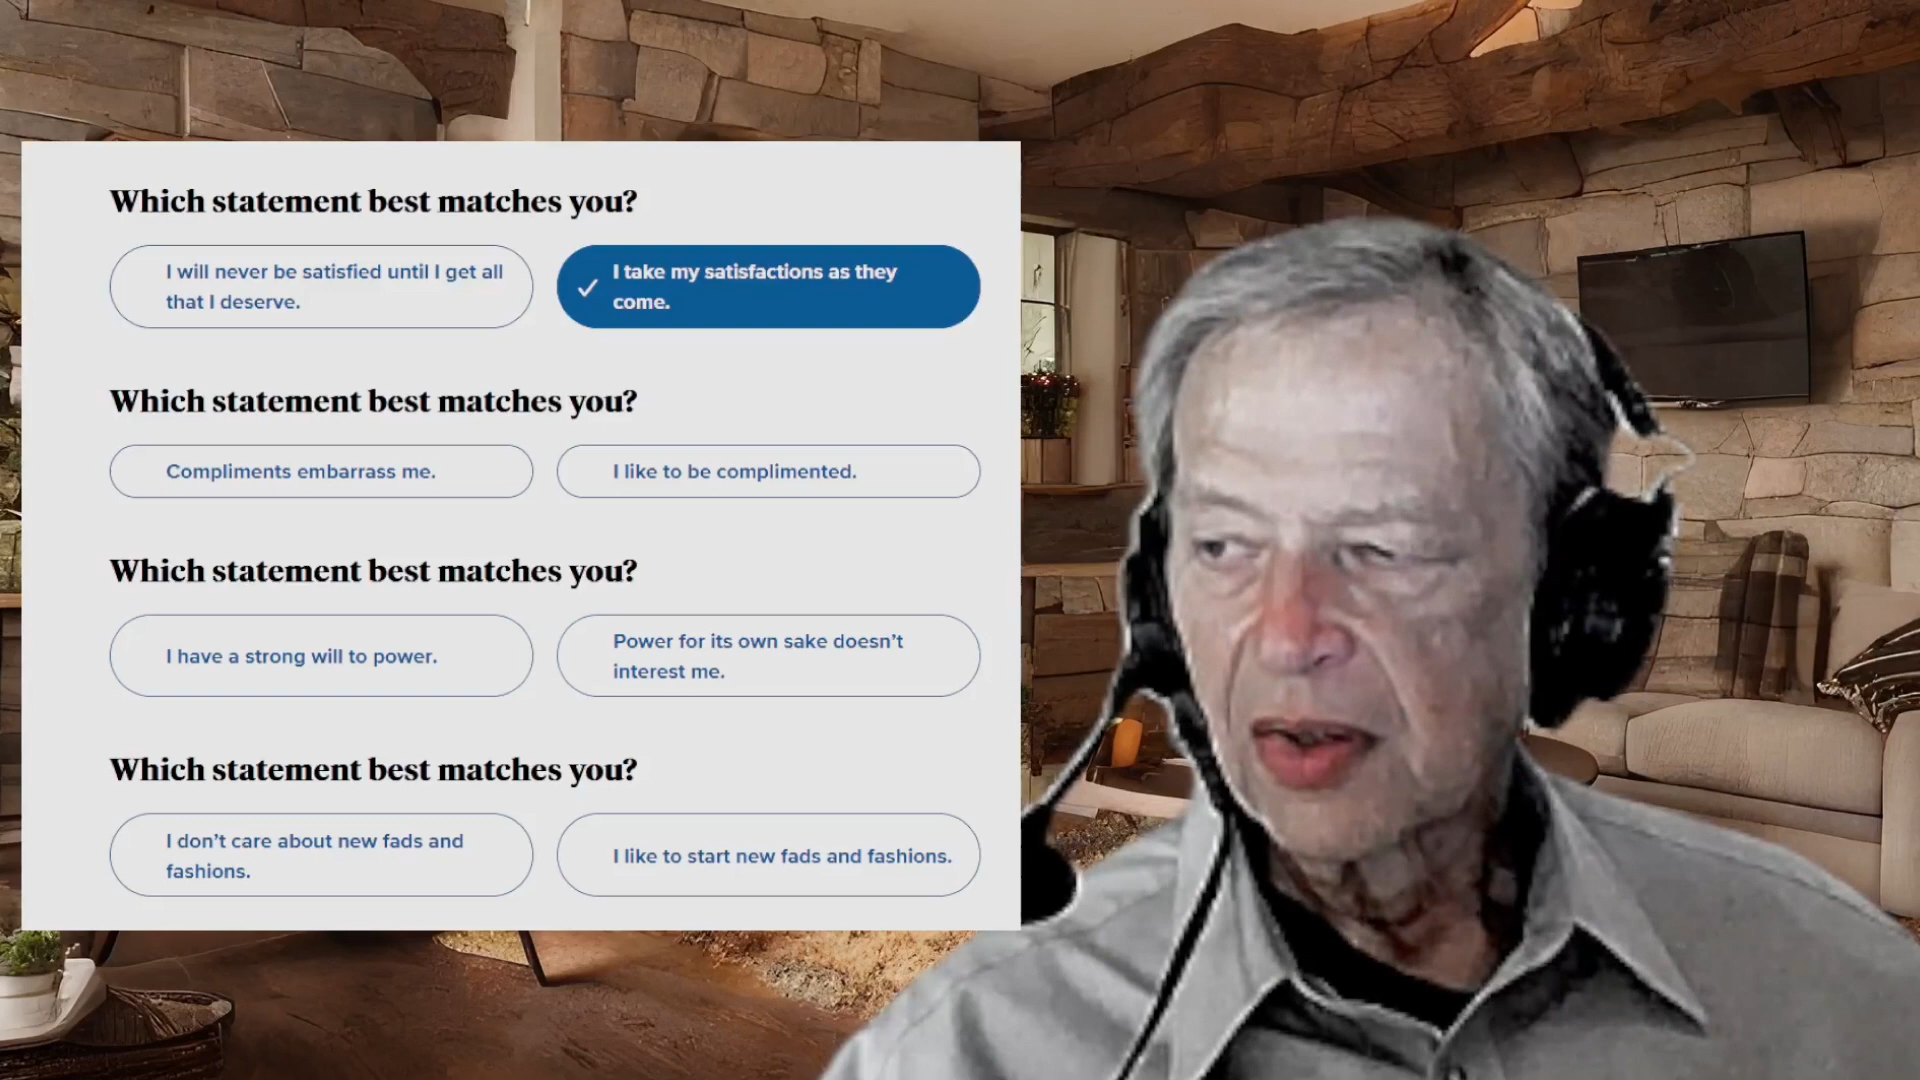 Which statement best matches you?
I will never be satisfied until I get all
that I deserve.
I take my satisfactions as they
come.
Which statement best matches you?
Compliments embarrass me.
I like to be complimented.
Which statement best matches you?
I have a strong will to power.
Power for its own sake doesn’t
interest me.
Which statement best matches you?
I don’t care about new fads and
fashions.
I like to start new fads and fashions.